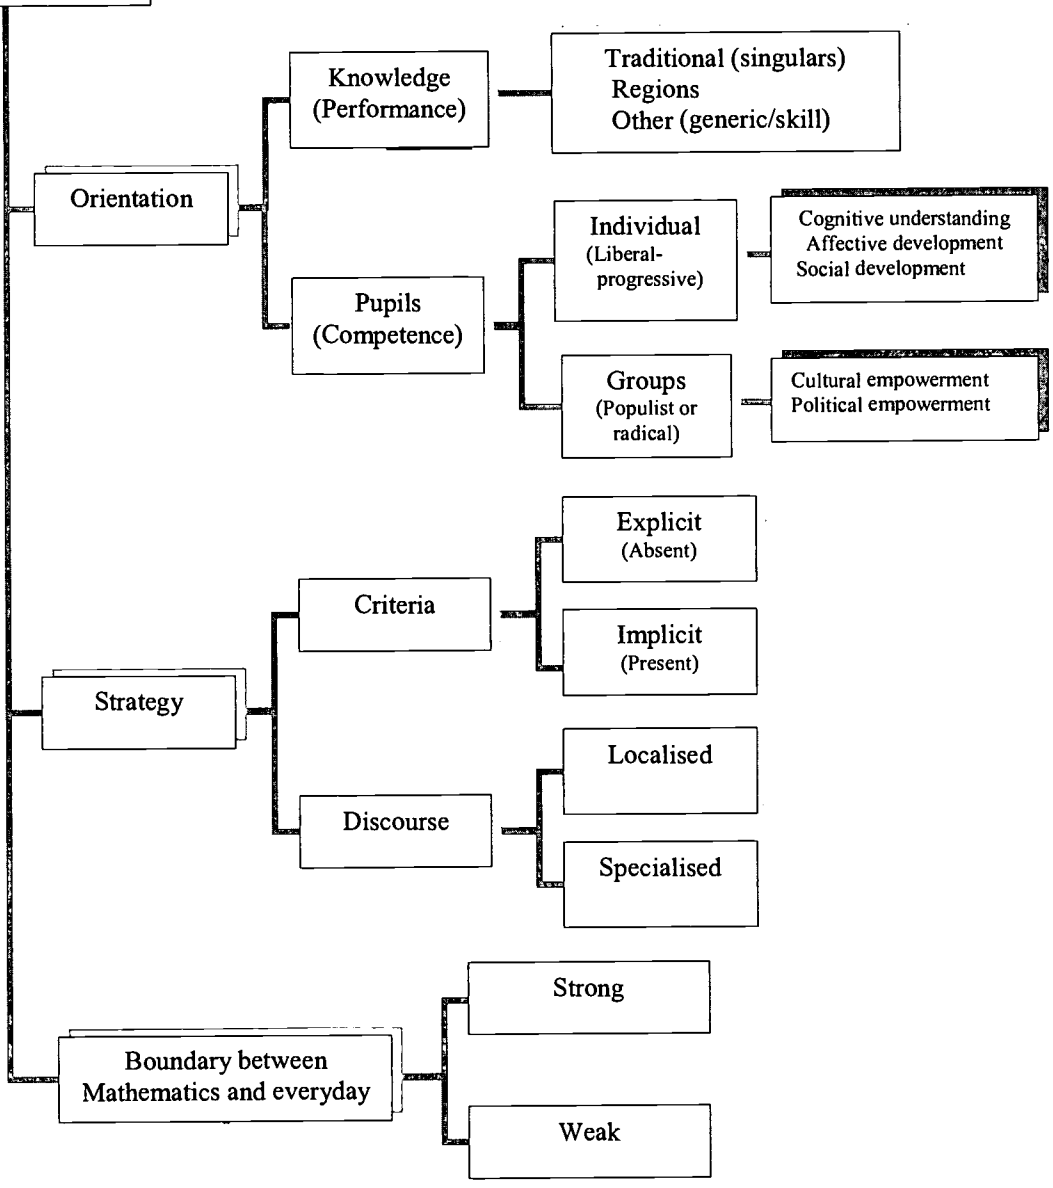 Knowledge
(Performance)
Traditional (singulars)
Regions
Other (generic/skill)
Orientation
Individual
(Liberal-
progressive)
Cognitive understanding
Affective development
Social development
Pupils
(Competence)
Groups
(Populist or
radical)
Cultural empowerment
Political empowerment
Explicit
(Absent)
Criteria
Implicit
(Present)
Strategy
Localised
Discourse
Specialised
Strong
Boundary between
Mathematics and everyday
Weak